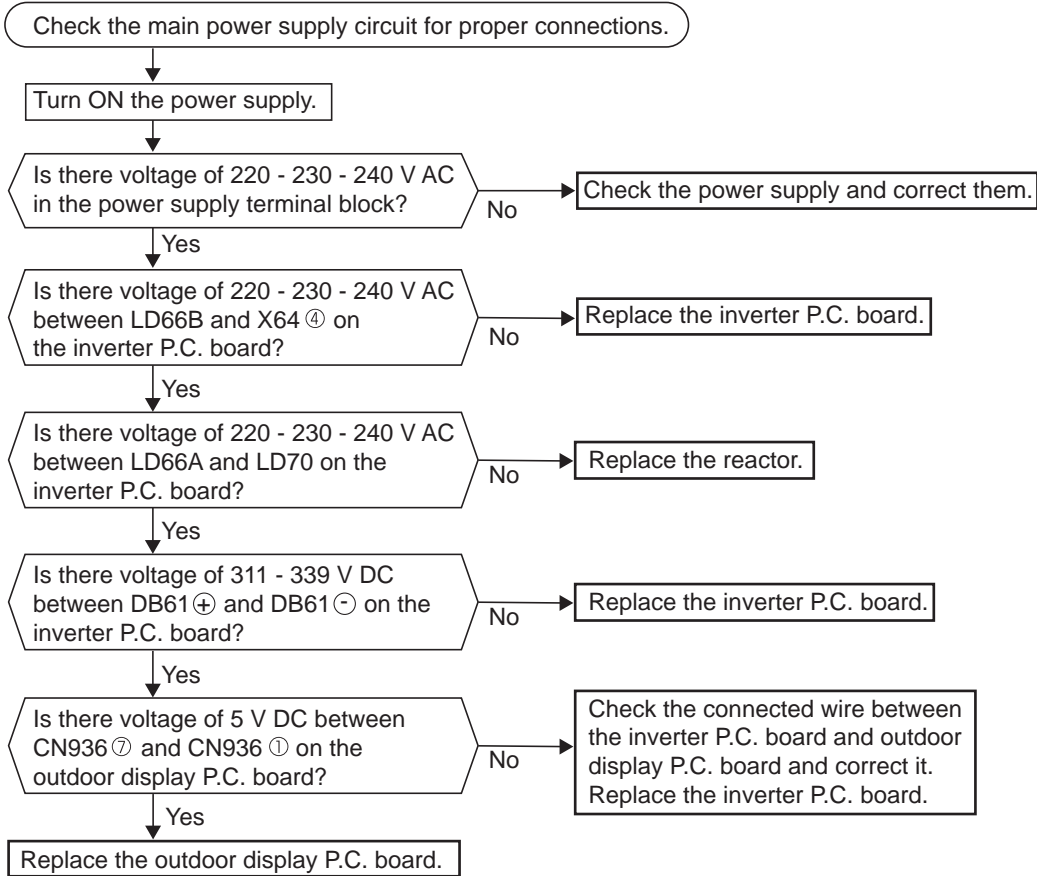 Check the main power supply circuit for proper connections.
Turn ON the power supply.
Is there voltage of 220 - 230 - 240 V AC
in the power supply terminal block?
No
Check the power supply and correct them.
Yes
Is there voltage of 220 - 230 - 240 V AC
between LD66B and X64 ④ on
the inverter P.C. board?
No
Replace the inverter P.C. board.
Yes
Is there voltage of 220 - 230 - 240 V AC
between LD66A and LD70 on the
inverter P.C. board?
No
Replace the reactor.
Yes
Is there voltage of 311 - 339 V DC
between DB61 ⊕ and DB61 ⊖ on the
inverter P.C. board?
No
Replace the inverter P.C. board.
Yes
Is there voltage of 5 V DC between
CN936 ⑦ and CN936 ① on the
outdoor display P.C. board?
No
Check the connected wire between
the inverter P.C. board and outdoor
display P.C. board and correct it.
Replace the inverter P.C. board.
Yes
Replace the outdoor display P.C. board.